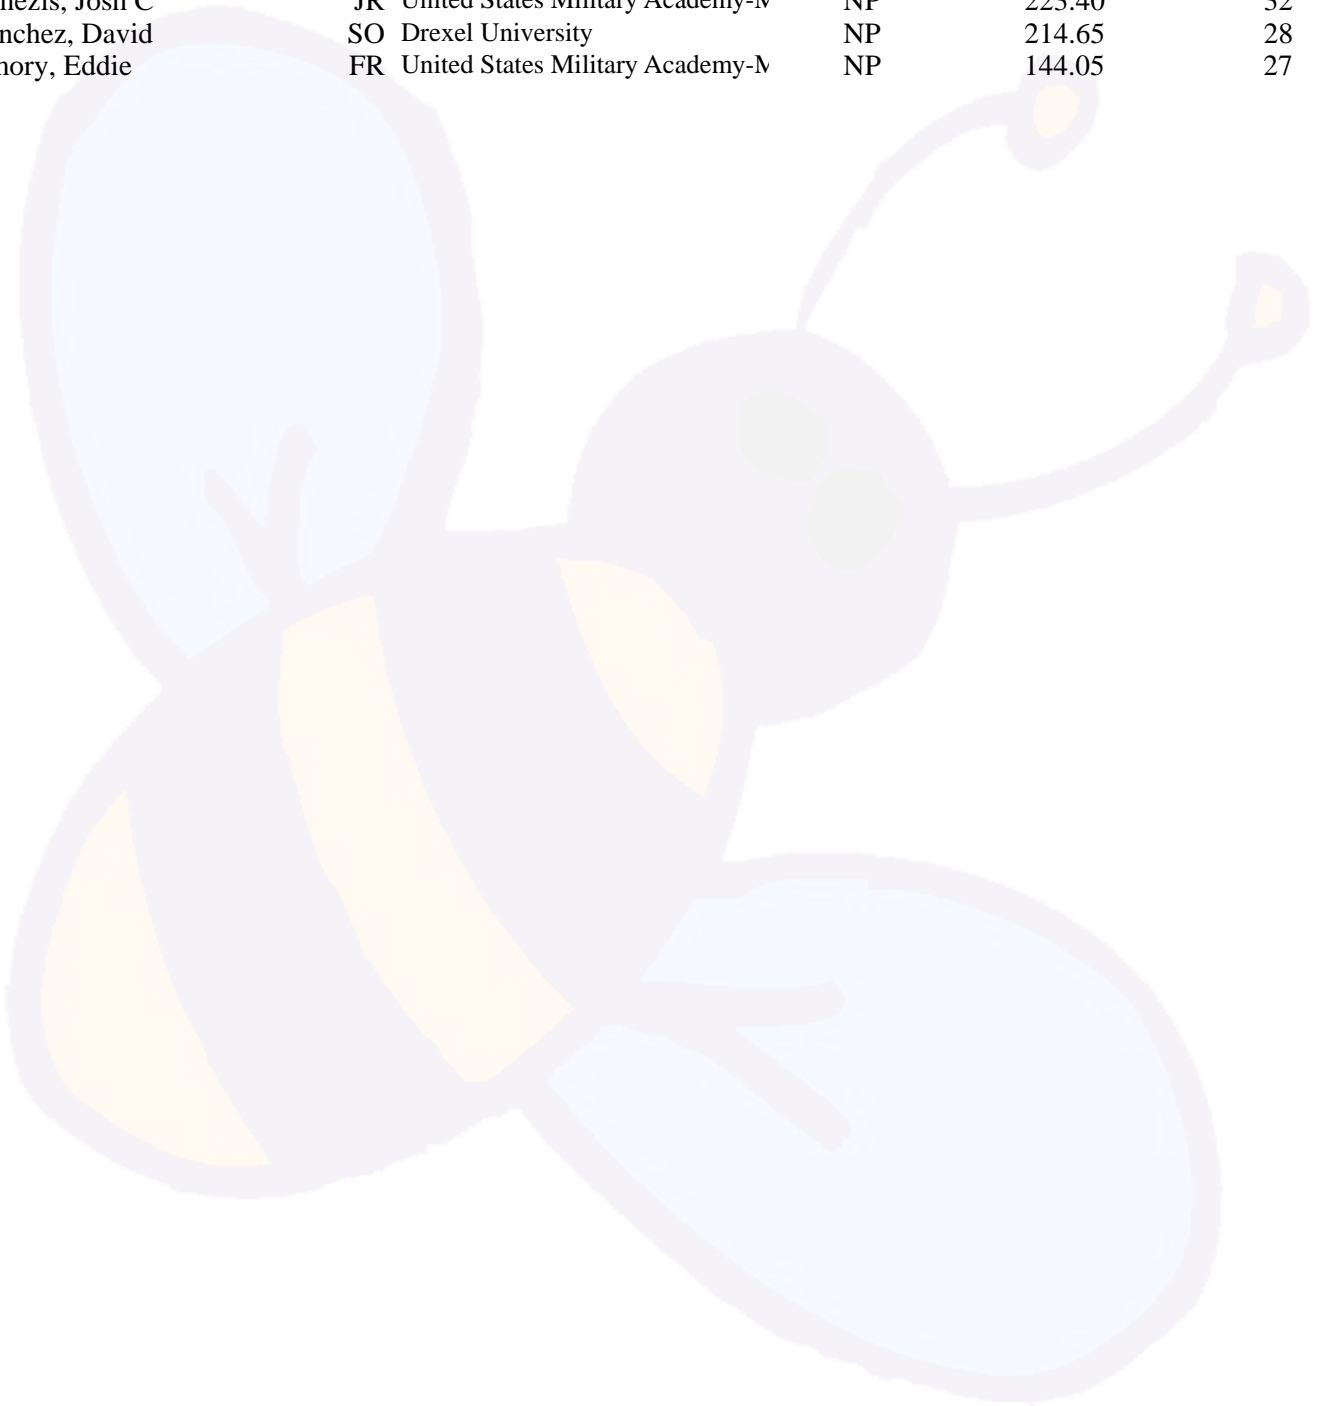 nezis, Josh C JR United States Military Academy-M NP 223.40 32
nchez, David SO Drexel University NP 214.65 28
nory, Eddie FR United States Military Academy-M NP 144.05 27